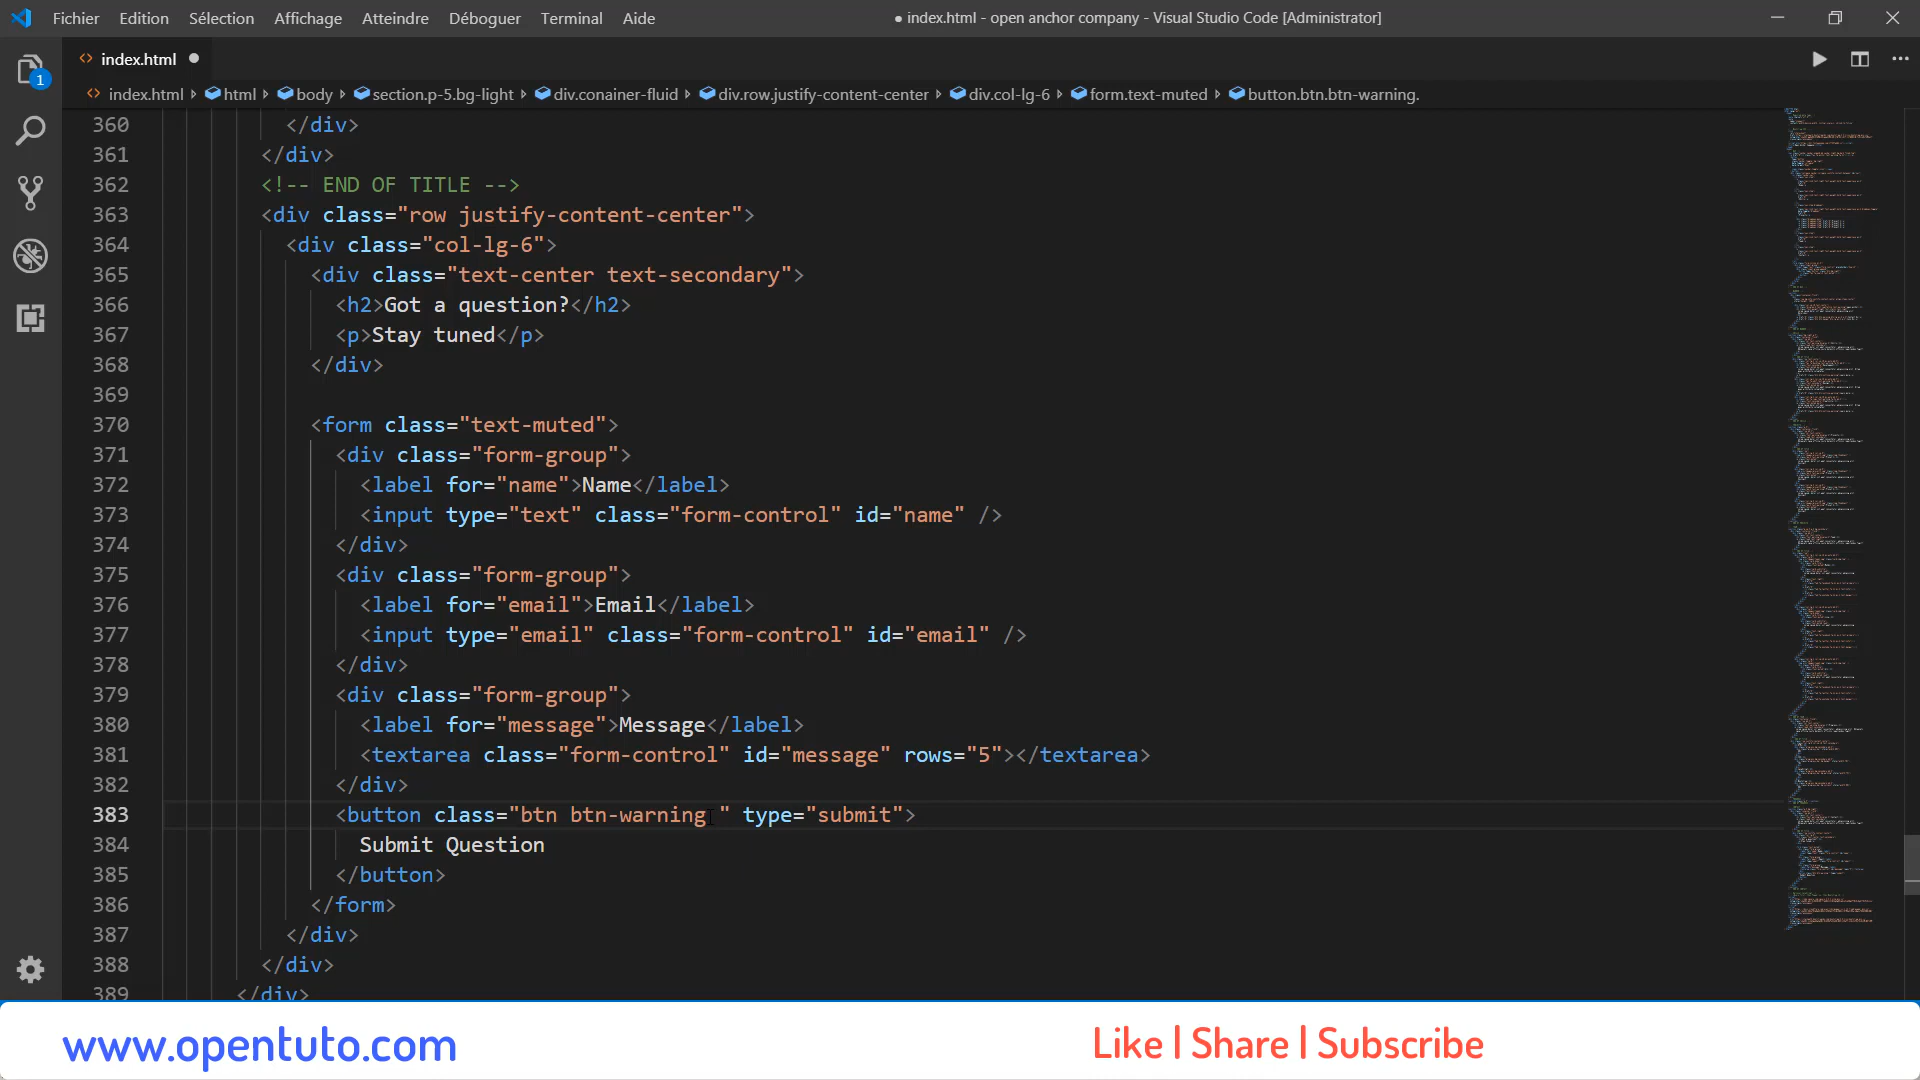 Fichier Edition Sélection Affichage Atteindre Déboguer Terminal Aide ● index.html - open anchor company - Visual Studio Code [Administrator]
<> index.html ●
1
<> index.html > html > body > section.p-5.bg-light > div.conainer-fluid > div.row.justify-content-center > div.col-lg-6 > form.text-muted > button.btn.btn-warning.
360 </div>
361 </div>
362 <!-- END OF TITLE -->
363 <div class="row justify-content-center">
364 <div class="col-lg-6">
365 <div class="text-center text-secondary">
366 <h2>Got a question?</h2>
367 <p>Stay tuned</p>
368 </div>
369
370 <form class="text-muted">
371 <div class="form-group">
372 <label for="name">Name</label>
373 <input type="text" class="form-control" id="name" />
374 </div>
375 <div class="form-group">
376 <label for="email">Email</label>
377 <input type="email" class="form-control" id="email" />
378 </div>
379 <div class="form-group">
380 <label for="message">Message</label>
381 <textarea class="form-control" id="message" rows="5"></textarea>
382 </div>
383 <button class="btn btn-warning " type="submit">
384 Submit Question
385 </button>
386 </form>
387 </div>
388 </div>
389 </div>
www.opentuto.com Like | Share | Subscribe